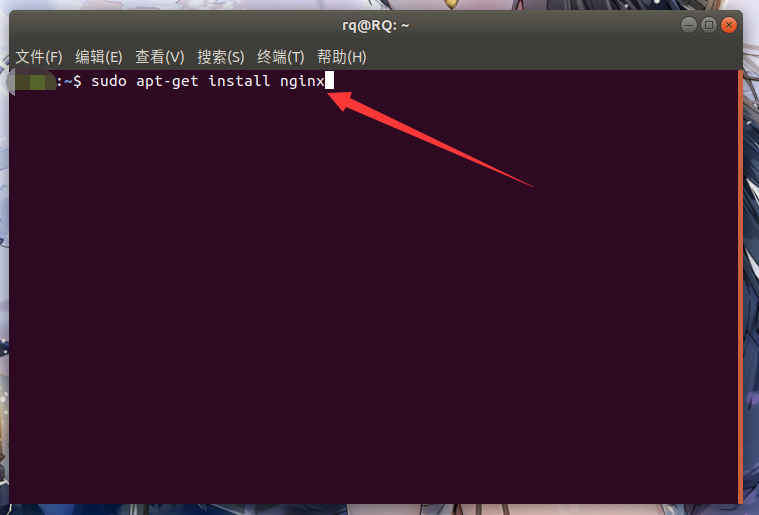 rq@RQ: ~
文件(F) 编辑(E) 查看(V) 搜索(S) 终端(T) 帮助(H)
:~$ sudo apt-get install nginx